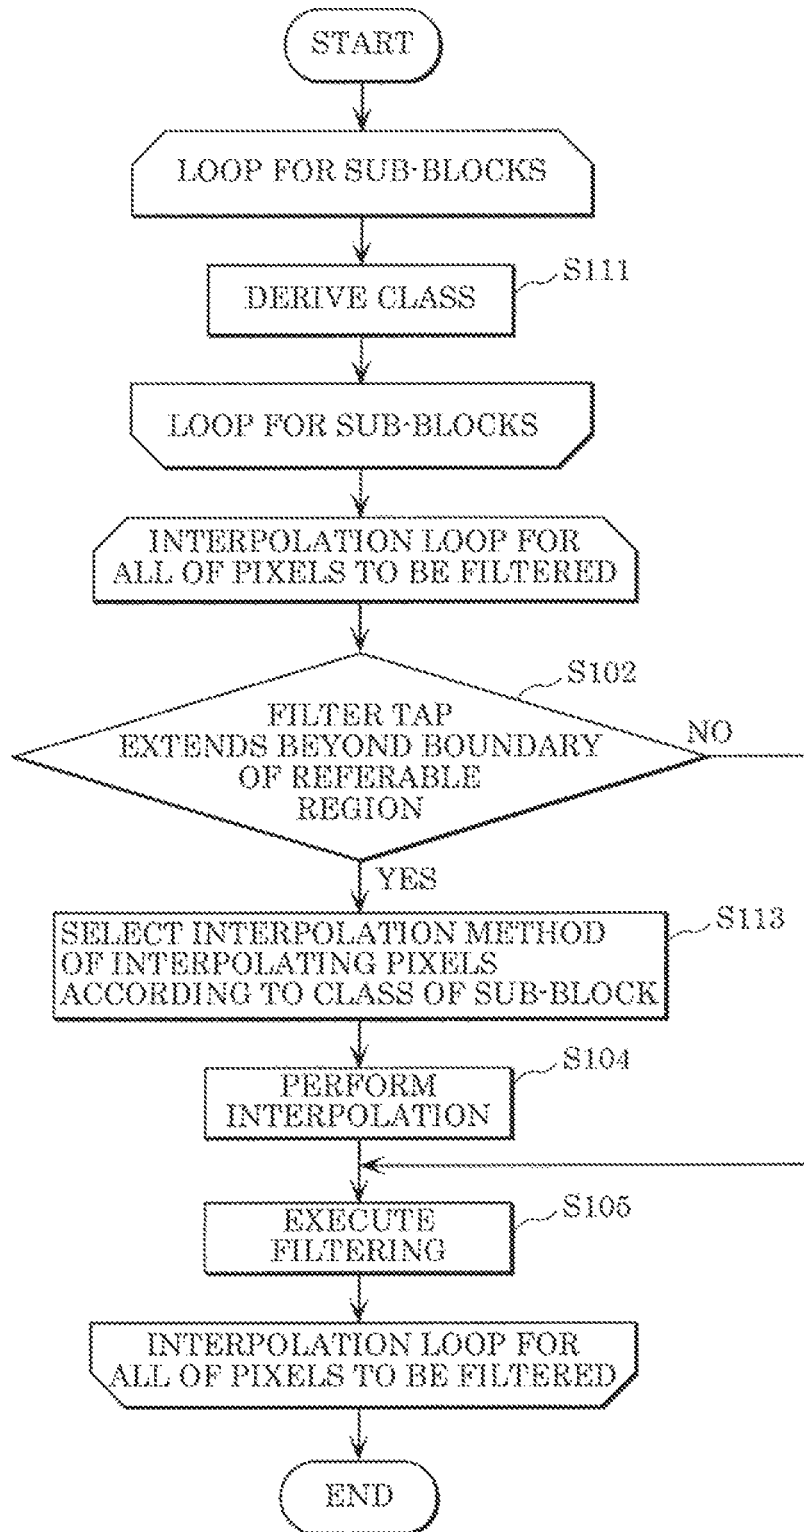 START
LOOP FOR SUB-BLOCKS
DERIVE CLASS
S111
LOOP FOR SUB-BLOCKS
INTERPOLATION LOOP FOR
ALL OF PIXELS TO BE FILTERED
S102
FILTER TAP
EXTENDS BEYOND BOUNDARY
OF REFERABLE
REGION
NO
YES
S113
SELECT INTERPOLATION METHOD
OF INTERPOLATING PIXELS
ACCORDING TO CLASS OF SUB-BLOCK
S104
PERFORM
INTERPOLATION
S105
EXECUTE
FILTERING
INTERPOLATION LOOP FOR
ALL OF PIXELS TO BE FILTERED
END